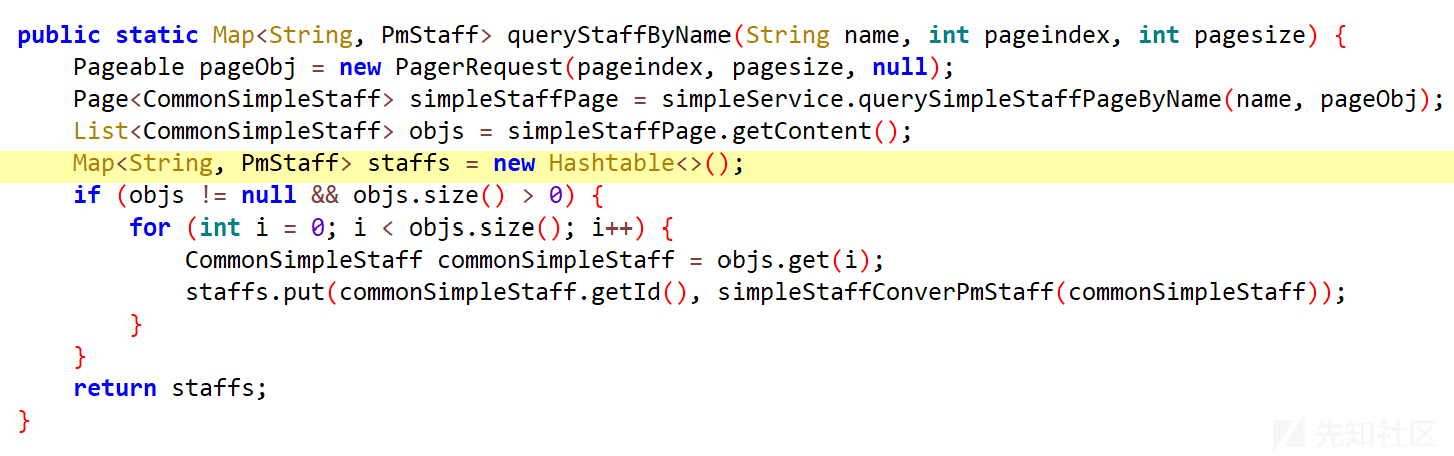 public static Map<String, PmStaff> queryStaffByName(String name, int pageindex, int pagesize) {
    Pageable pageObj = new PagerRequest(pageindex, pagesize, null);
    Page<CommonSimpleStaff> simpleStaffPage = simpleService.querySimpleStaffPageByName(name, pageObj);
    List<CommonSimpleStaff> objs = simpleStaffPage.getContent();
    Map<String, PmStaff> staffs = new Hashtable<>();
    if (objs != null && objs.size() > 0) {
        for (int i = 0; i < objs.size(); i++) {
            CommonSimpleStaff commonSimpleStaff = objs.get(i);
            staffs.put(commonSimpleStaff.getId(), simpleStaffConverPmStaff(commonSimpleStaff));
        }
    }
    return staffs;
}
先知社区